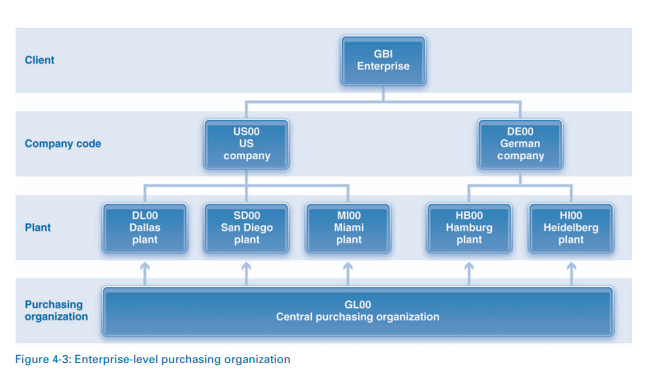 Client
GBI
Enterprise
Company code
US00
US
company
DE00
German
company
Plant
DL00
Dallas
plant
SD00
San Diego
plant
MI00
Miami
plant
HB00
Hamburg
plant
HI00
Heidelberg
plant
Purchasing
organization
GL00
Central purchasing organization
Figure 4-3: Enterprise-level purchasing organization